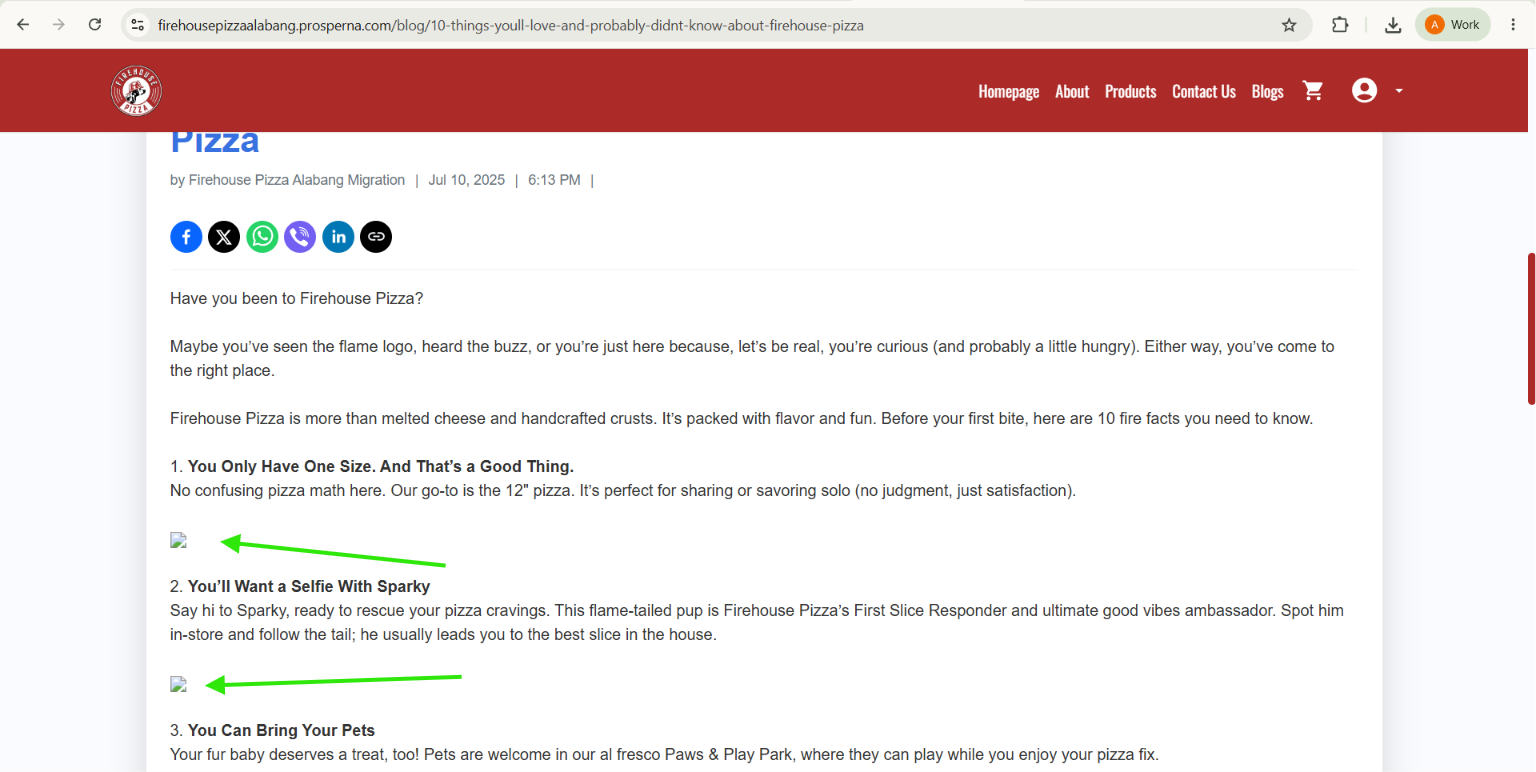 firehousepizzaalabang.prosperna.com/blog/10-things-youll-love-and-probably-didnt-know-about-firehouse-pizza
A Work
FIREHOUSE
PIZZA
Homepage About Products Contact Us Blogs
Pizza
by Firehouse Pizza Alabang Migration | Jul 10, 2025 | 6:13 PM |
Have you been to Firehouse Pizza?
Maybe you’ve seen the flame logo, heard the buzz, or you’re just here because, let’s be real, you’re curious (and probably a little hungry). Either way, you’ve come to
the right place.
Firehouse Pizza is more than melted cheese and handcrafted crusts. It’s packed with flavor and fun. Before your first bite, here are 10 fire facts you need to know.
1. You Only Have One Size. And That’s a Good Thing.
No confusing pizza math here. Our go-to is the 12" pizza. It’s perfect for sharing or savoring solo (no judgment, just satisfaction).
2. You’ll Want a Selfie With Sparky
Say hi to Sparky, ready to rescue your pizza cravings. This flame-tailed pup is Firehouse Pizza’s First Slice Responder and ultimate good vibes ambassador. Spot him
in-store and follow the tail; he usually leads you to the best slice in the house.
3. You Can Bring Your Pets
Your fur baby deserves a treat, too! Pets are welcome in our al fresco Paws & Play Park, where they can play while you enjoy your pizza fix.